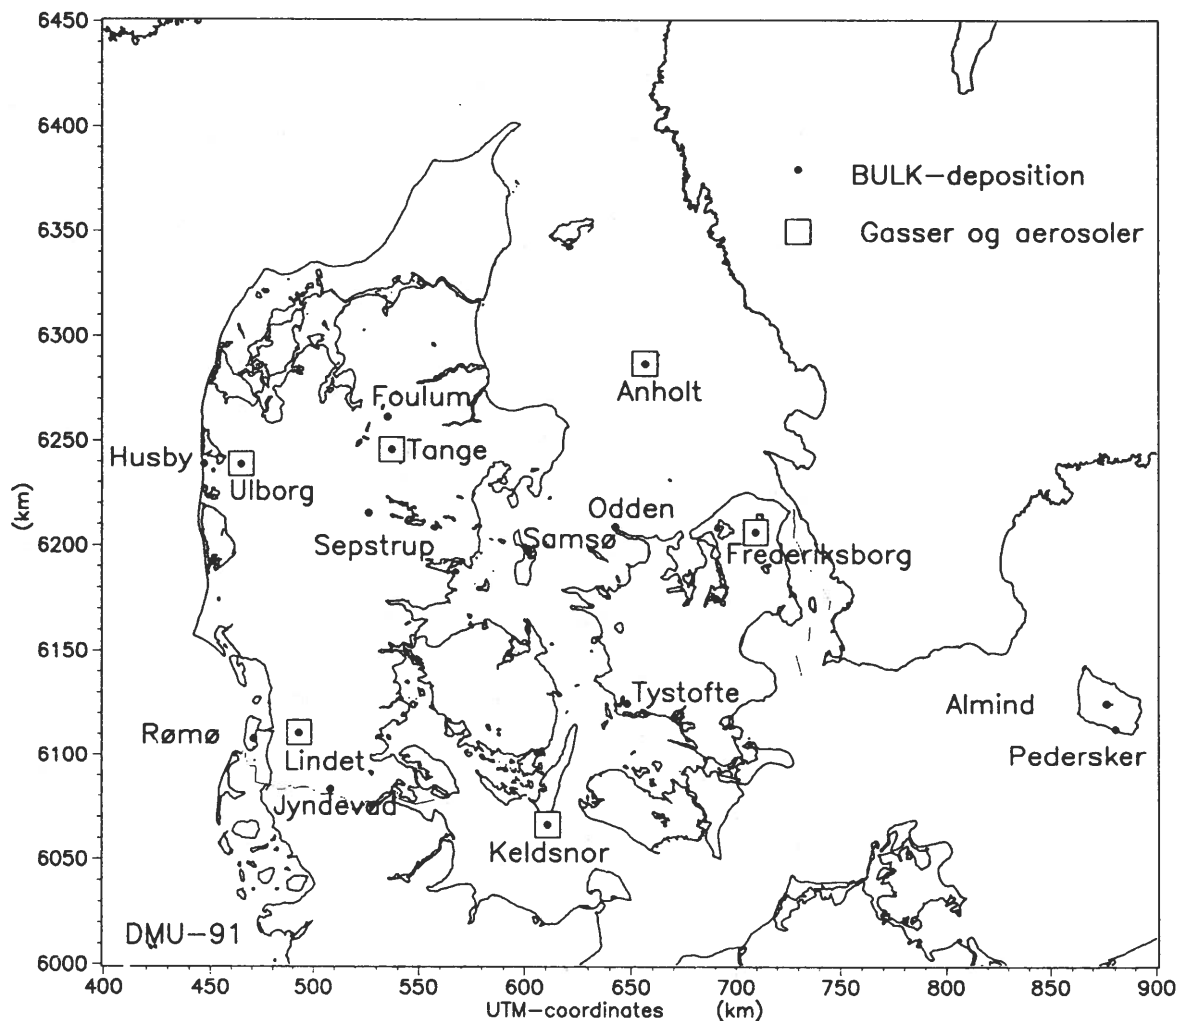 6450
6400
6350
6300
6250
6200
6150
6100
6050
6000
(km)
BULK-deposition
Gasser og aerosoler
Anholt
Foulum
Tange
Husby
Ulborg
Odden
Sepstrup
Samsø
Frederiksborg
Tystofte
Almind
Rømø
Lindet
Pedersker
Jyndevad
Keldsnor
DMU-91
400 450 500 550 600 650 700 750 800 850 900
UTM-coordinates (km)